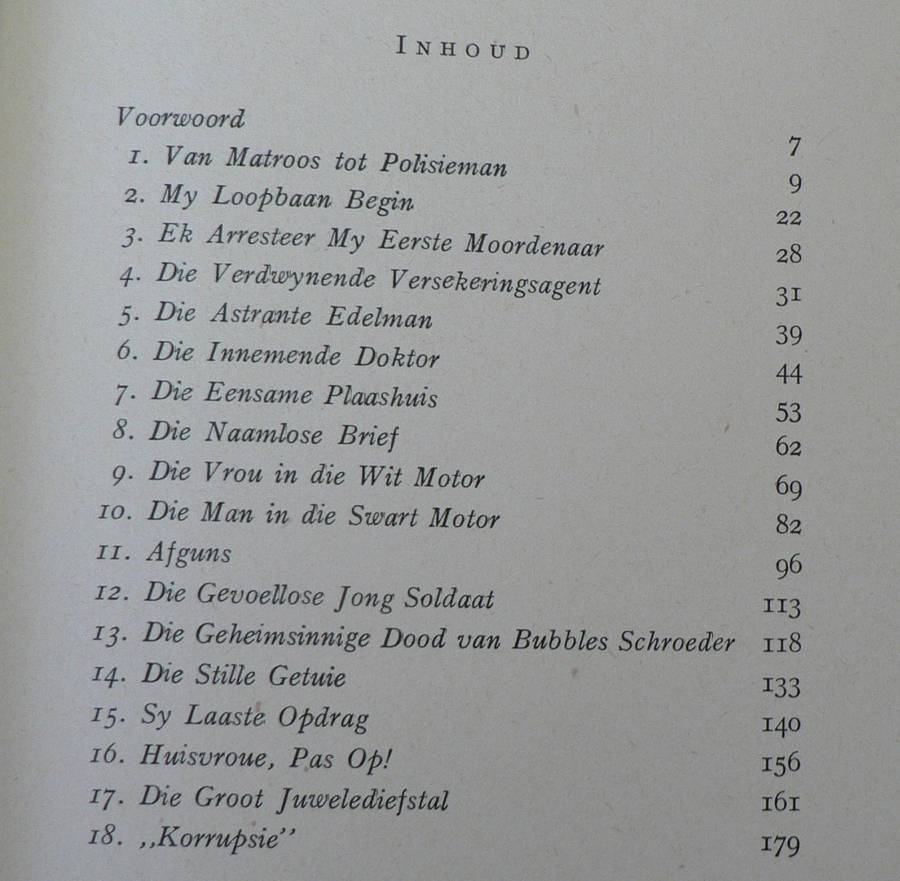 INHOUD
Voorwoord 7
1. Van Matroos tot Polisieman 9
2. My Loopbaan Begin 22
3. Ek Arresteer My Eerste Moordenaar 28
4. Die Verdwynende Versekeringsagent 31
5. Die Astrante Edelman 39
6. Die Innemende Doktor 44
7. Die Eensame Plaashuis 53
8. Die Naamlose Brief 62
9. Die Vrou in die Wit Motor 69
10. Die Man in die Swart Motor 82
11. Afguns 96
12. Die Gevoellose Jong Soldaat 113
13. Die Geheimsinnige Dood van Bubbles Schroeder 118
14. Die Stille Getuie 133
15. Sy Laaste Opdrag 140
16. Huisvroue, Pas Op! 156
17. Die Groot Juwelediefstal 161
18. ,,Korrupsie’’ 179